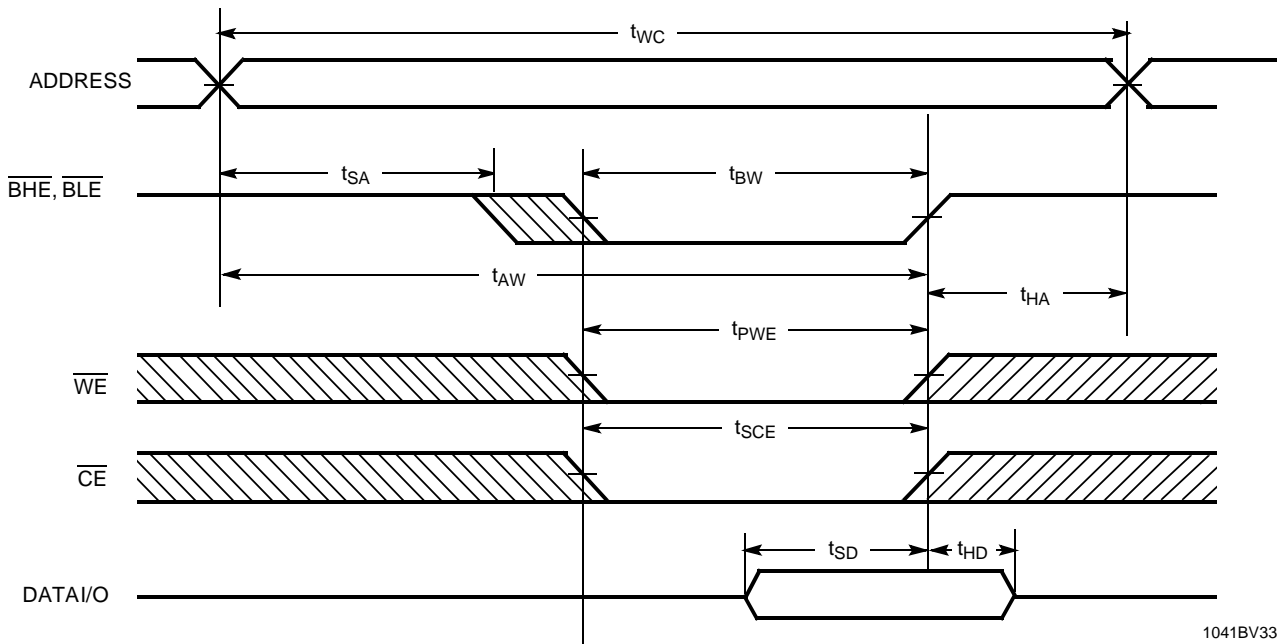 tWC
ADDRESS
tSA
tBW
BHE, BLE
tAW
tHA
tPWE
WE
tSCE
CE
tSD
tHD
DATAI/O
1041BV33